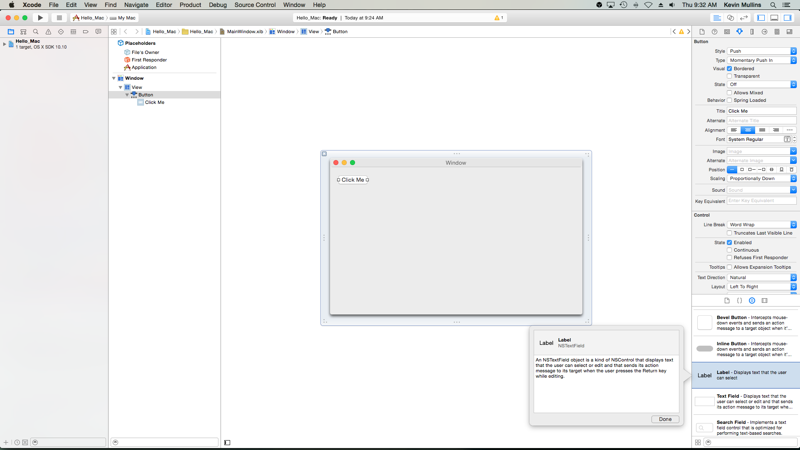 Xcode File Edit View Find Navigate Editor Product Debug Source Control Window Help
Thu 9:32 AM Kevin Mullins
Hello_Mac My Mac
Hello_Mac: Ready Today at 9:24 AM
1
Hello_Mac Hello_Mac MainWindow.xib Window View Button
Hello_Mac
1 target, OS X SDK 10.10
Placeholders
File's Owner
First Responder
Application
Window
View
Button
Click Me
Window
Click Me
Label
Label
NSTextField
An NSTextField object is a kind of NSControl that displays text
that the user can select or edit and that sends its action
message to its target when the user presses the Return key
while editing.
Done
Button
Style Push
Type Momentary Push In
Visual Bordered
Transparent
State Off
Allows Mixed
Behavior Spring Loaded
Title Click Me
Alternate Alternate Title
Alignment
Font System Regular
Image Image
Alternate Alternate Image
Position
Scaling Proportionally Down
Sound Sound
Key Equivalent Enter Key Equivalent
Control
Line Break Word Wrap
Truncates Last Visible Line
State Enabled
Continuous
Refuses First Responder
Tooltips Allows Expansion Tooltips
Text Direction Natural
Layout Left To Right
Bevel Button - Intercepts mouse-
down events and sends an action
message to a target object when it'...
Inline Button - Intercepts mouse-
down events and sends an action
message to a target object when it'...
Label
Label - Displays text that the user
can select
Text Field - Displays text that the
user can select or edit and that sends
its action message to its target whe...
Search Field - Implements a text
field control that is optimized for
performing text-based searches.